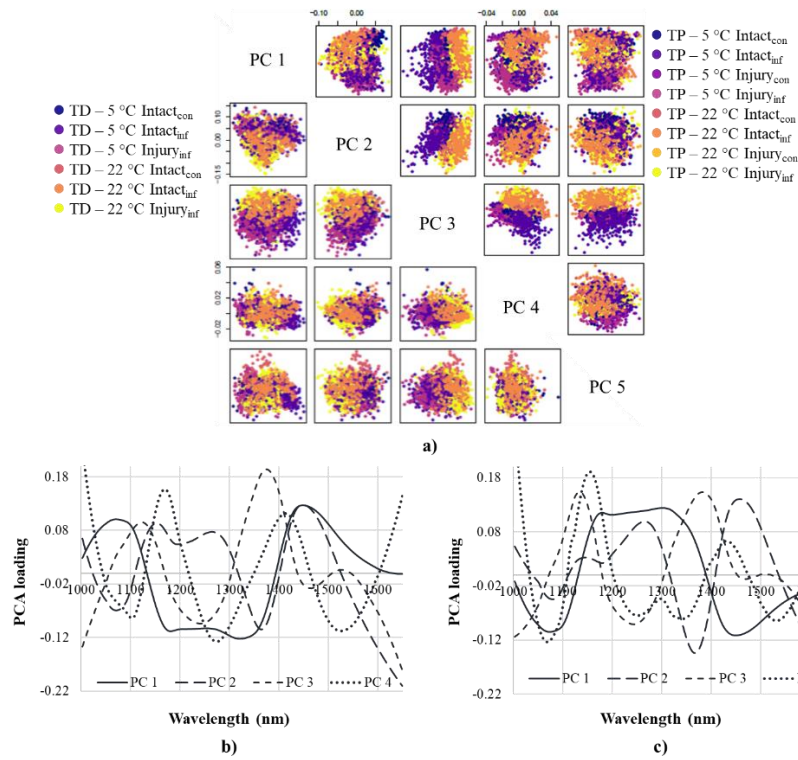 -0.10 0.00 -0.04 0.00 0.04
PC 1
TP – 5 °C Intactcon
TP – 5 °C Intactinf
TP – 5 °C Injurycon
TP – 5 °C Injuryinf
TP – 22 °C Intactcon
TP – 22 °C Intactinf
TP – 22 °C Injurycon
TP – 22 °C Injuryinf
TD – 5 °C Intactcon
TD – 5 °C Intactinf
TD – 5 °C Injuryinf
TD – 22 °C Intactcon
TD – 22 °C Intactinf
TD – 22 °C Injuryinf
-0.15 0.00 0.10
PC 2
PC 3
-0.02 0.02 0.06
PC 4
PC 5
a)
0.18
0.08
-0.02
-0.12
-0.22
PCA loading
1000 1100 1200 1300 1400 1500 1600
PC 1 PC 2 PC 3 PC 4
Wavelength (nm)
b)
0.18
0.08
-0.02
-0.12
-0.22
PCA loading
1000 1100 1200 1300 1400 1500
PC 1 PC 2 PC 3
Wavelength (nm)
c)